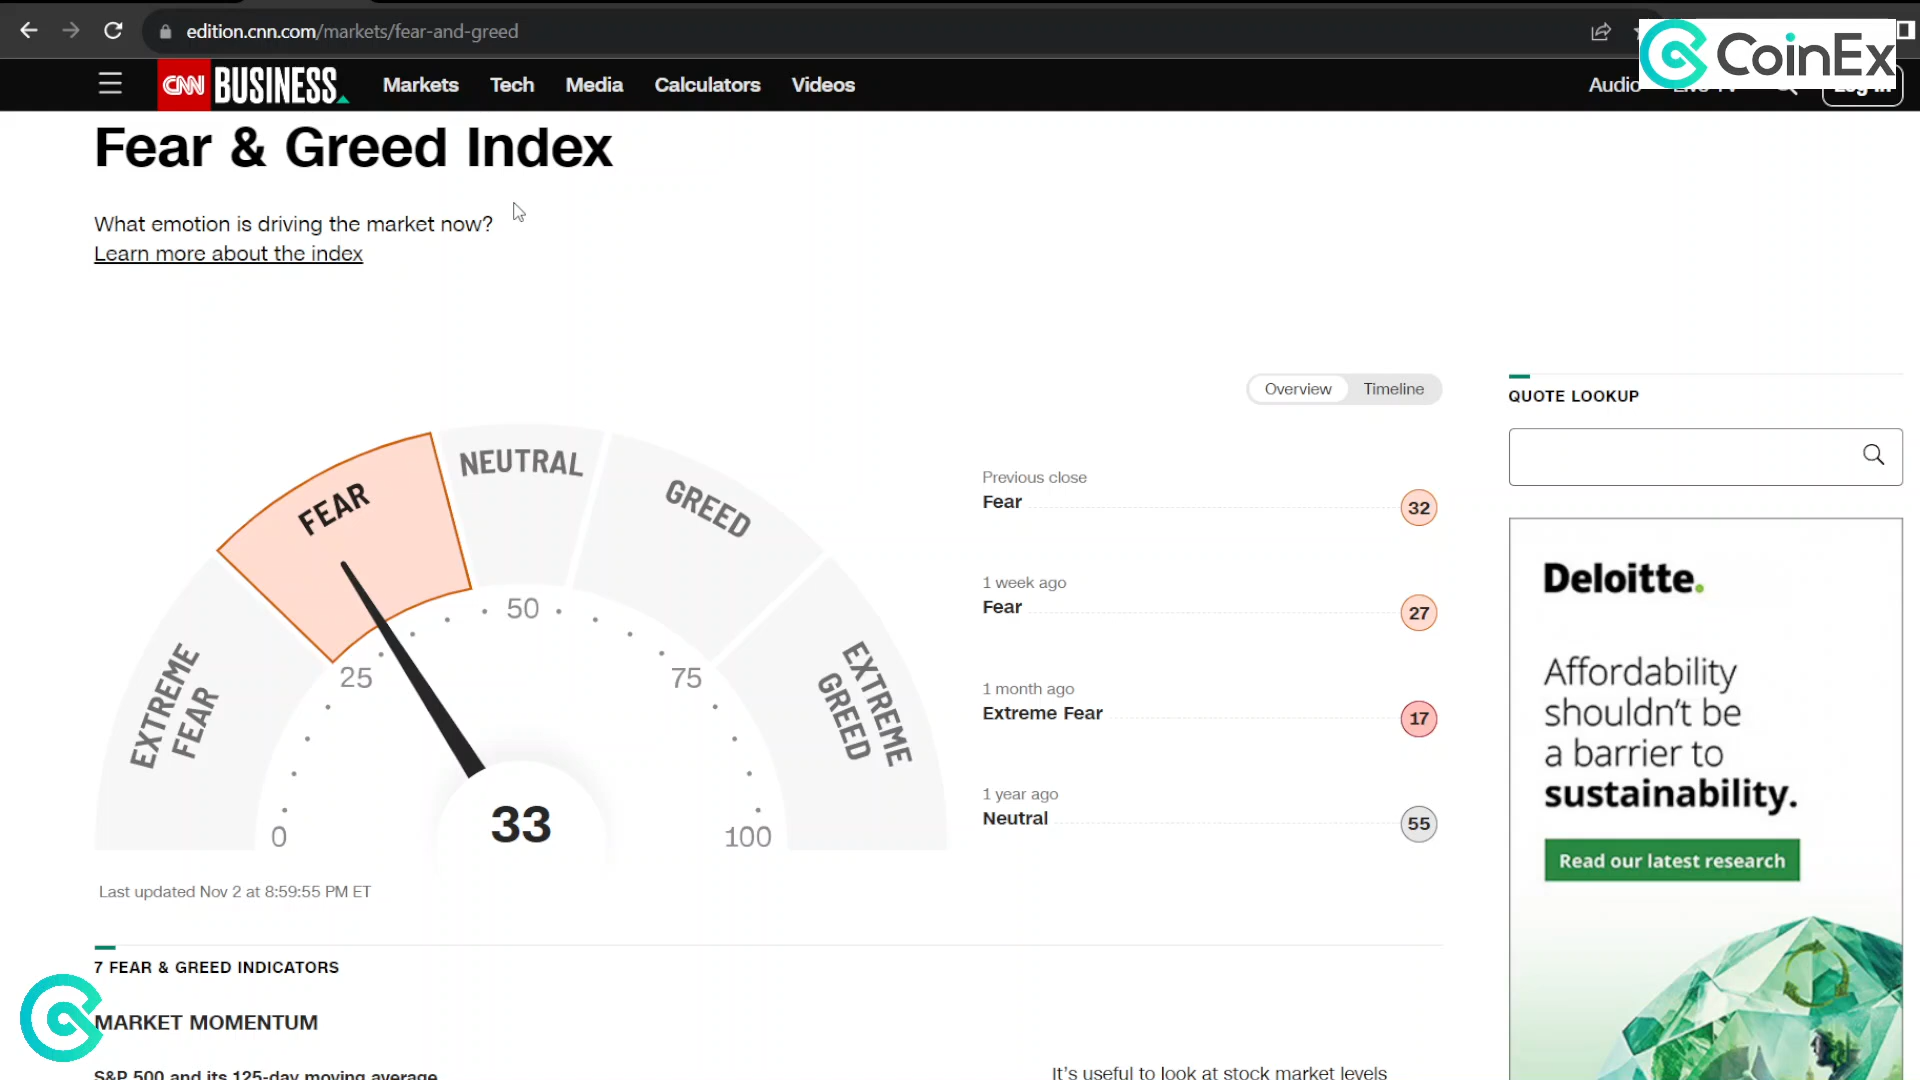 edition.cnn.com/markets/fear-and-greed
CoinEx
CNN BUSINESS
Markets
Tech
Media
Calculators
Videos
Audio
Live TV
Log In
Fear & Greed Index
What emotion is driving the market now?
Learn more about the index
Overview
Timeline
QUOTE LOOKUP
EXTREME
FEAR
FEAR
NEUTRAL
GREED
EXTREME
GREED
0
25
50
75
100
33
Last updated Nov 2 at 8:59:55 PM ET
Previous close
Fear
32
1 week ago
Fear
27
1 month ago
Extreme Fear
17
1 year ago
Neutral
55
Deloitte.
Affordability
shouldn't be
a barrier to
sustainability.
Read our latest research
7 FEAR & GREED INDICATORS
MARKET MOMENTUM
S&P 500 and its 125-day moving average
It's useful to look at stock market levels